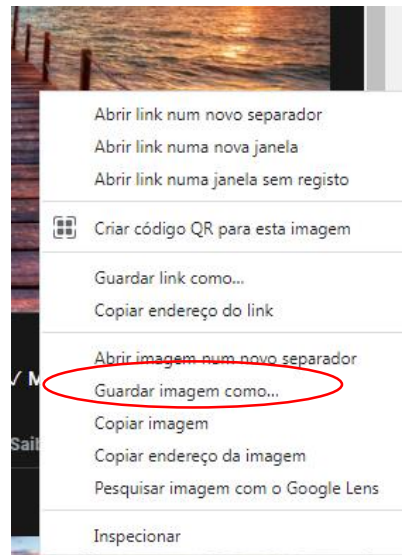 Abrir link num novo separador
Abrir link numa nova janela
Abrir link numa janela sem registo
Criar código QR para esta imagem
Guardar link como...
Copiar endereço do link
Abrir imagem num novo separador
Guardar imagem como...
Copiar imagem
Copiar endereço da imagem
Pesquisar imagem com o Google Lens
Inspecionar